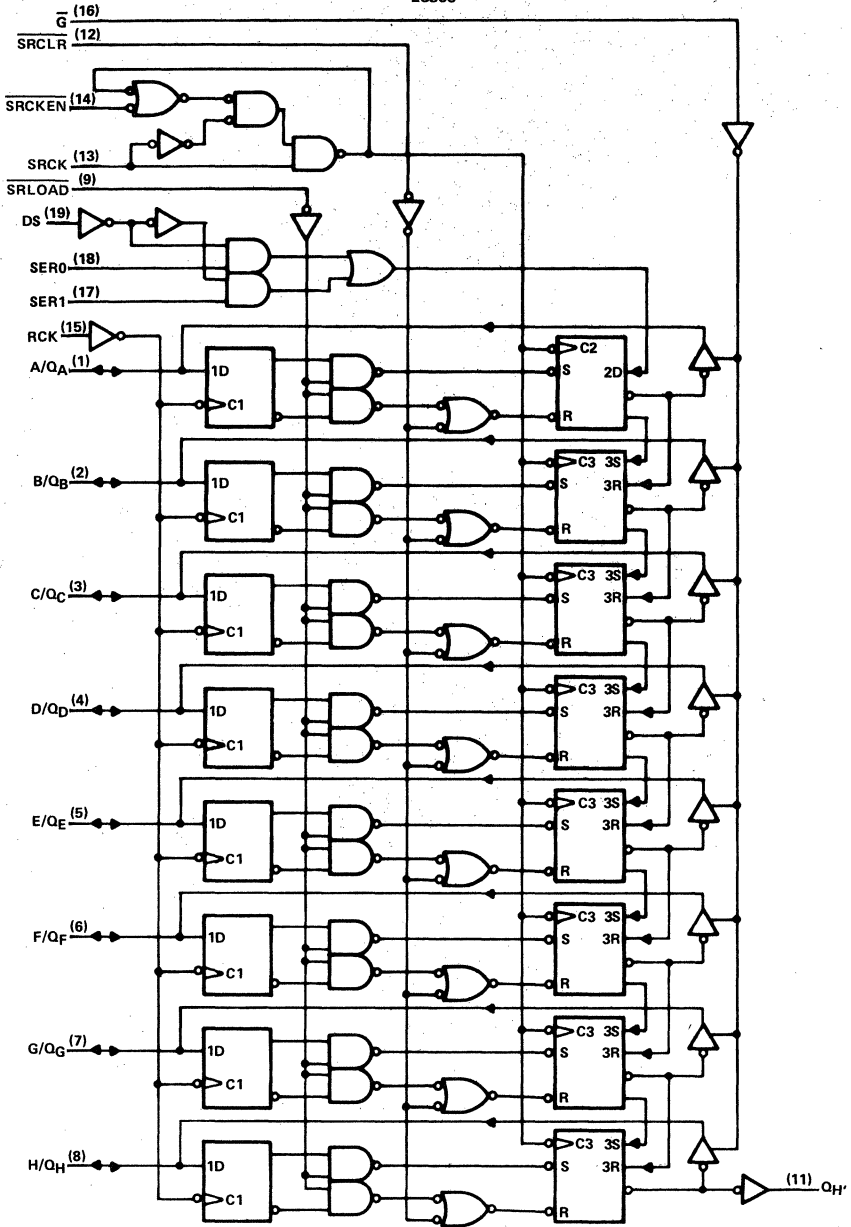 G (16)
SRCLR (12)
SRCKEN (14)
SRCK (13)
SRLOAD (9)
DS (19)
SER0 (18)
SER1 (17)
RCK (15)
A/QA (1)
1D
C1
C2
S
2D
R
B/QB (2)
1D
C1
C3 3S
S 3R
R
C/QC (3)
1D
C1
C3 3S
S 3R
R
D/QD (4)
1D
C1
C3 3S
S 3R
R
E/QE (5)
1D
C1
C3 3S
S 3R
R
F/QF (6)
1D
C1
C3 3S
S 3R
R
G/QG (7)
1D
C1
C3 3S
S 3R
R
H/QH (8)
1D
C1
C3 3S
S 3R
R
(11) QH'